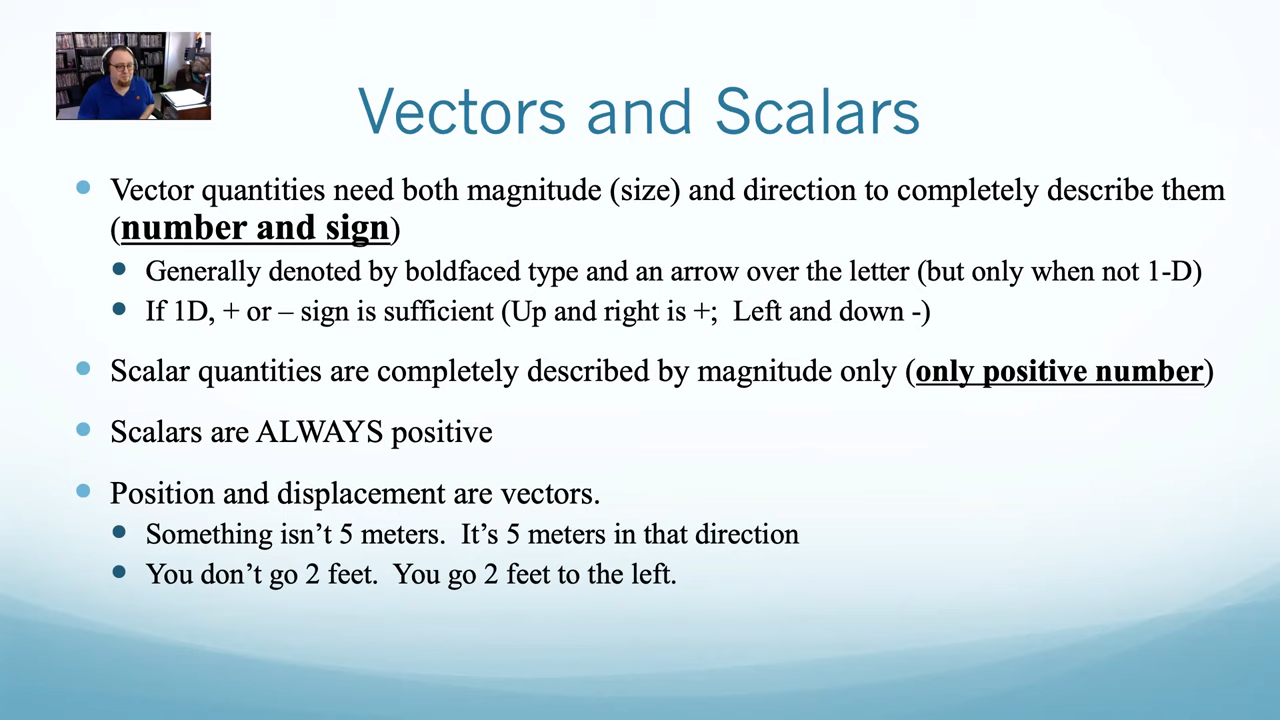 Vectors and Scalars
Vector quantities need both magnitude (size) and direction to completely describe them
(number and sign)
Generally denoted by boldfaced type and an arrow over the letter (but only when not 1-D)
If 1D, + or – sign is sufficient (Up and right is +;  Left and down -)
Scalar quantities are completely described by magnitude only (only positive number)
Scalars are ALWAYS positive
Position and displacement are vectors.
Something isn’t 5 meters.  It’s 5 meters in that direction
You don’t go 2 feet.  You go 2 feet to the left.